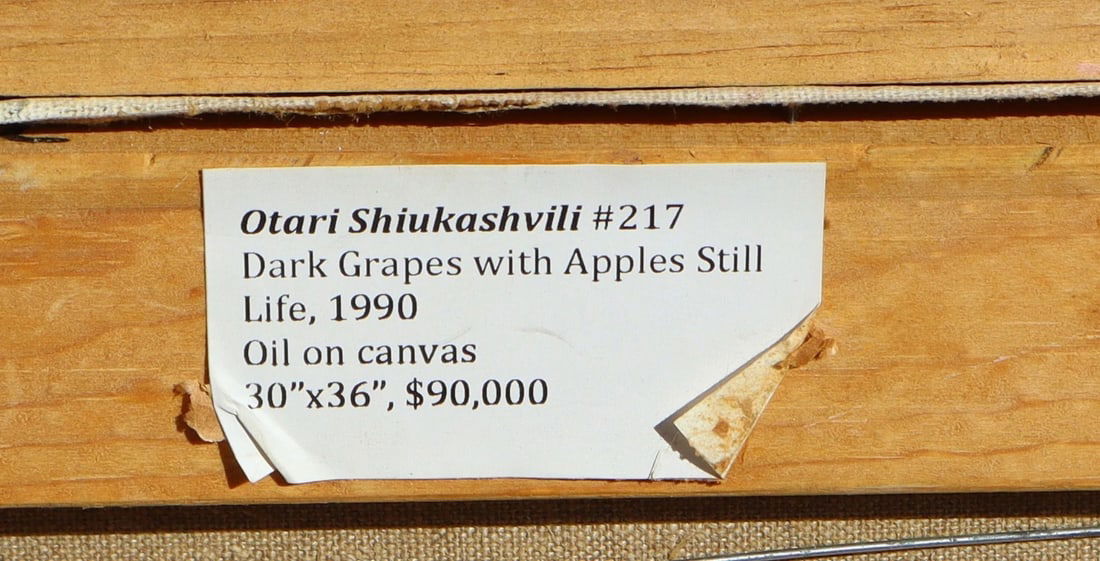 Otari Shiukashvili #217
Dark Grapes with Apples Still
Life, 1990
Oil on canvas
30”x36”, $90,000